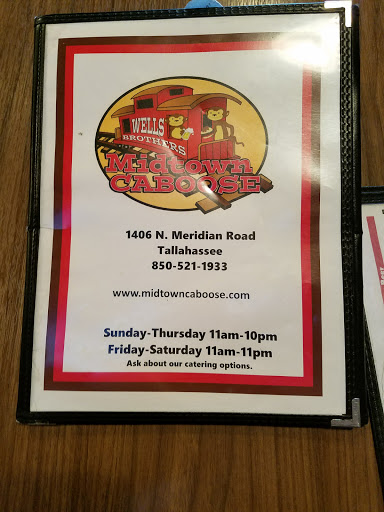 WELLS
BROTHERS
Midtown
CABOOSE
1406 N. Meridian Road
Tallahassee
850-521-1933
www.midtowncaboose.com
Sunday-Thursday 11am-10pm
Friday-Saturday 11am-11pm
Ask about our catering options.